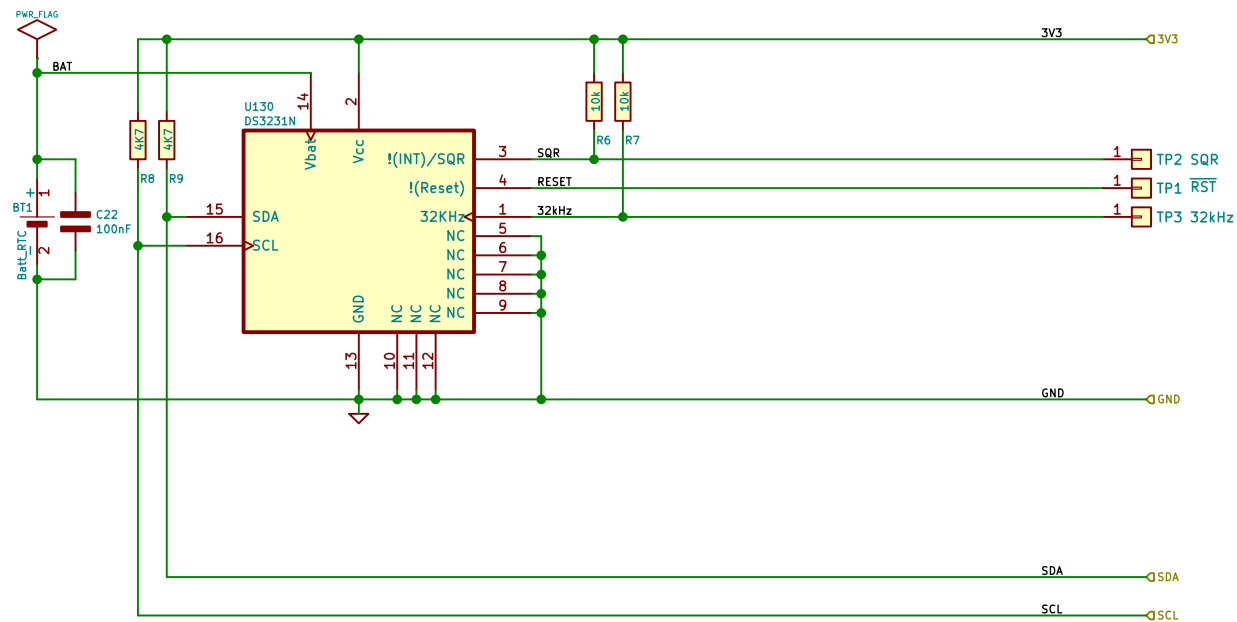 PWR_FLAG
3V3
3V3
BAT
14
2
10k
10k
U130
DS3231N
4K7
4K7
Vbat
Vcc
R6
R7
!(INT)/SQR
3
SQR
1
TP2 SQR
R8
R9
!(Reset)
4
RESET
1
TP1 RST
+
1
BT1
C22
100nF
15
SDA
32KHz
1
32kHz
1
TP3 32kHz
16
SCL
NC
5
NC
6
2
Batt_RTC
NC
7
NC
8
NC
9
GND
NC
NC
NC
13
10
11
12
GND
GND
SDA
SDA
SCL
SCL